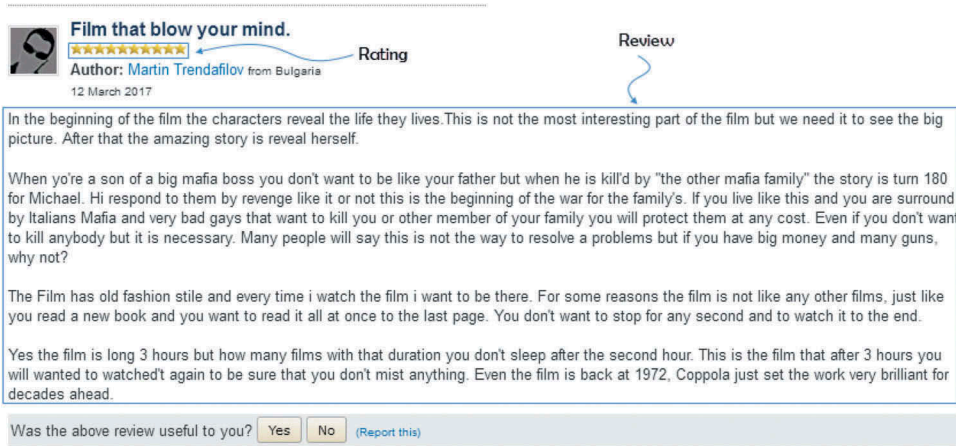 Film that blow your mind.
Rating
Review
Author: Martin Trendafilov from Bulgaria
12 March 2017
In the beginning of the film the characters reveal the life they lives.This is not the most interesting part of the film but we need it to see the big
picture. After that the amazing story is reveal herself.
When yo're a son of a big mafia boss you don't want to be like your father but when he is kill'd by "the other mafia family" the story is turn 180
for Michael. Hi respond to them by revenge like it or not this is the beginning of the war for the family's. If you live like this and you are surround
by Italians Mafia and very bad gays that want to kill you or other member of your family you will protect them at any cost. Even if you don't want
to kill anybody but it is necessary. Many people will say this is not the way to resolve a problems but if you have big money and many guns,
why not?
The Film has old fashion stile and every time i watch the film i want to be there. For some reasons the film is not like any other films, just like
you read a new book and you want to read it all at once to the last page. You don't want to stop for any second and to watch it to the end.
Yes the film is long 3 hours but how many films with that duration you don't sleep after the second hour. This is the film that after 3 hours you
will wanted to watched't again to be sure that you don't mist anything. Even the film is back at 1972, Coppola just set the work very brilliant for
decades ahead.
Was the above review useful to you? Yes No (Report this)